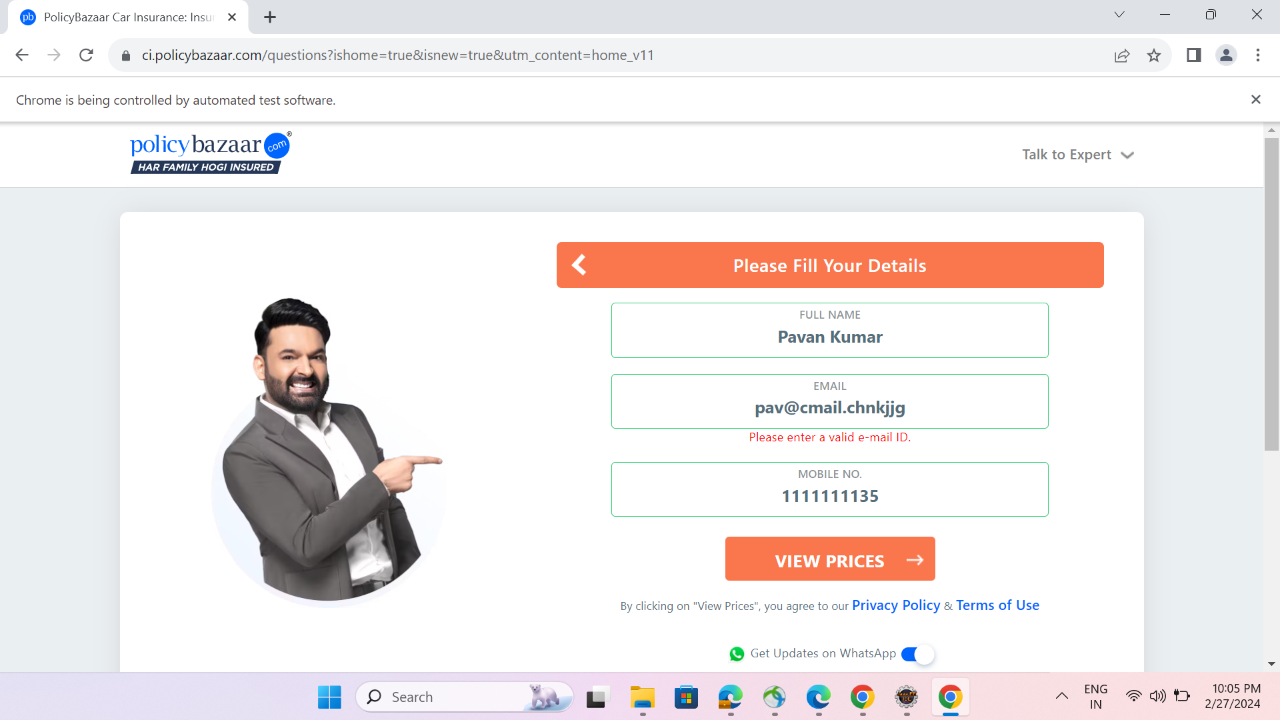 pb PolicyBazaar Car Insurance: Insu
ci.policybazaar.com/questions?ishome=true&isnew=true&utm_content=home_v11
Chrome is being controlled by automated test software.
policybazaar.com®
HAR FAMILY HOGI INSURED
Talk to Expert
Please Fill Your Details
FULL NAME
Pavan Kumar
EMAIL
pav@cmail.chnkjjg
Please enter a valid e-mail ID.
MOBILE NO.
1111111135
VIEW PRICES
By clicking on "View Prices", you agree to our Privacy Policy & Terms of Use
Get Updates on WhatsApp
Search
ENG
IN
10:05 PM
2/27/2024